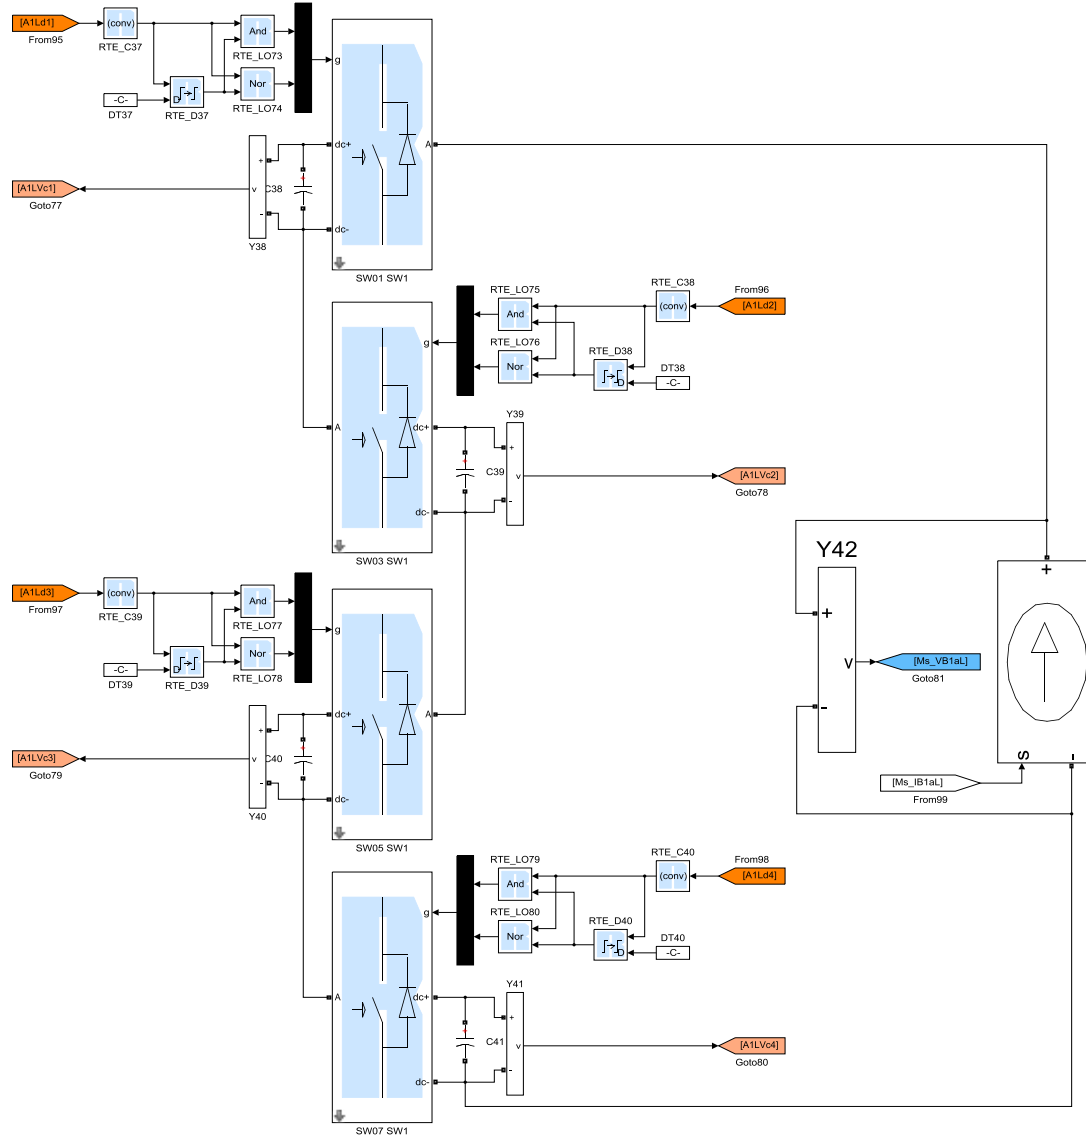 [A1Ld1]
From95
(conv)
RTE_C37
And
RTE_LO73
Nor
RTE_LO74
-C-
DT37
D
RTE_D37
g
dc+
A
dc-
SW01 SW1
+
v
-
Y38
C38
[A1LVc1]
Goto77
RTE_LO75
And
RTE_LO76
Nor
RTE_C38
(conv)
From96
[A1Ld2]
RTE_D38
D
DT38
-C-
g
A
dc+
dc-
SW03 SW1
Y39
+
v
-
C39
[A1LVc2]
Goto78
[A1Ld3]
From97
(conv)
RTE_C39
And
RTE_LO77
Nor
RTE_LO78
-C-
DT39
D
RTE_D39
g
dc+
A
dc-
SW05 SW1
+
v
-
Y40
C40
[A1LVc3]
Goto79
Y42
+
v
-
[Ms_VB1aL]
Goto81
+
S
-
[Ms_IB1aL]
From99
RTE_LO79
And
RTE_LO80
Nor
RTE_C40
(conv)
From98
[A1Ld4]
RTE_D40
D
DT40
-C-
g
A
dc+
dc-
SW07 SW1
Y41
+
v
-
C41
[A1LVc4]
Goto80